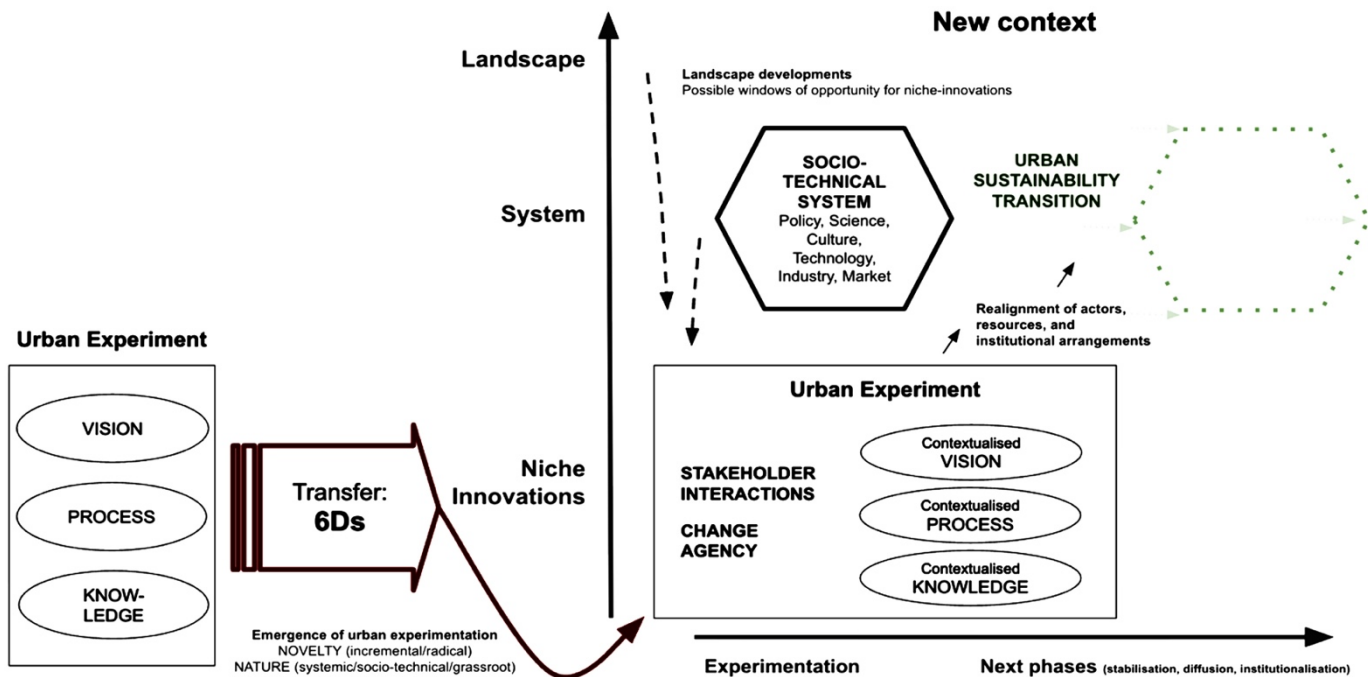 New context
Landscape
Landscape developments
Possible windows of opportunity for niche-innovations
System
SOCIO-
TECHNICAL
SYSTEM
Policy, Science,
Culture,
Technology,
Industry, Market
URBAN
SUSTAINABILITY
TRANSITION
Realignment of actors,
resources, and
institutional arrangements
Urban Experiment
VISION
PROCESS
KNOW-
LEDGE
Transfer:
6Ds
Emergence of urban experimentation
NOVELTY (incremental/radical)
NATURE (systemic/socio-technical/grassroot)
Niche
Innovations
Urban Experiment
STAKEHOLDER
INTERACTIONS
CHANGE
AGENCY
Contextualised
VISION
Contextualised
PROCESS
Contextualised
KNOWLEDGE
Experimentation
Next phases (stabilisation, diffusion, institutionalisation)